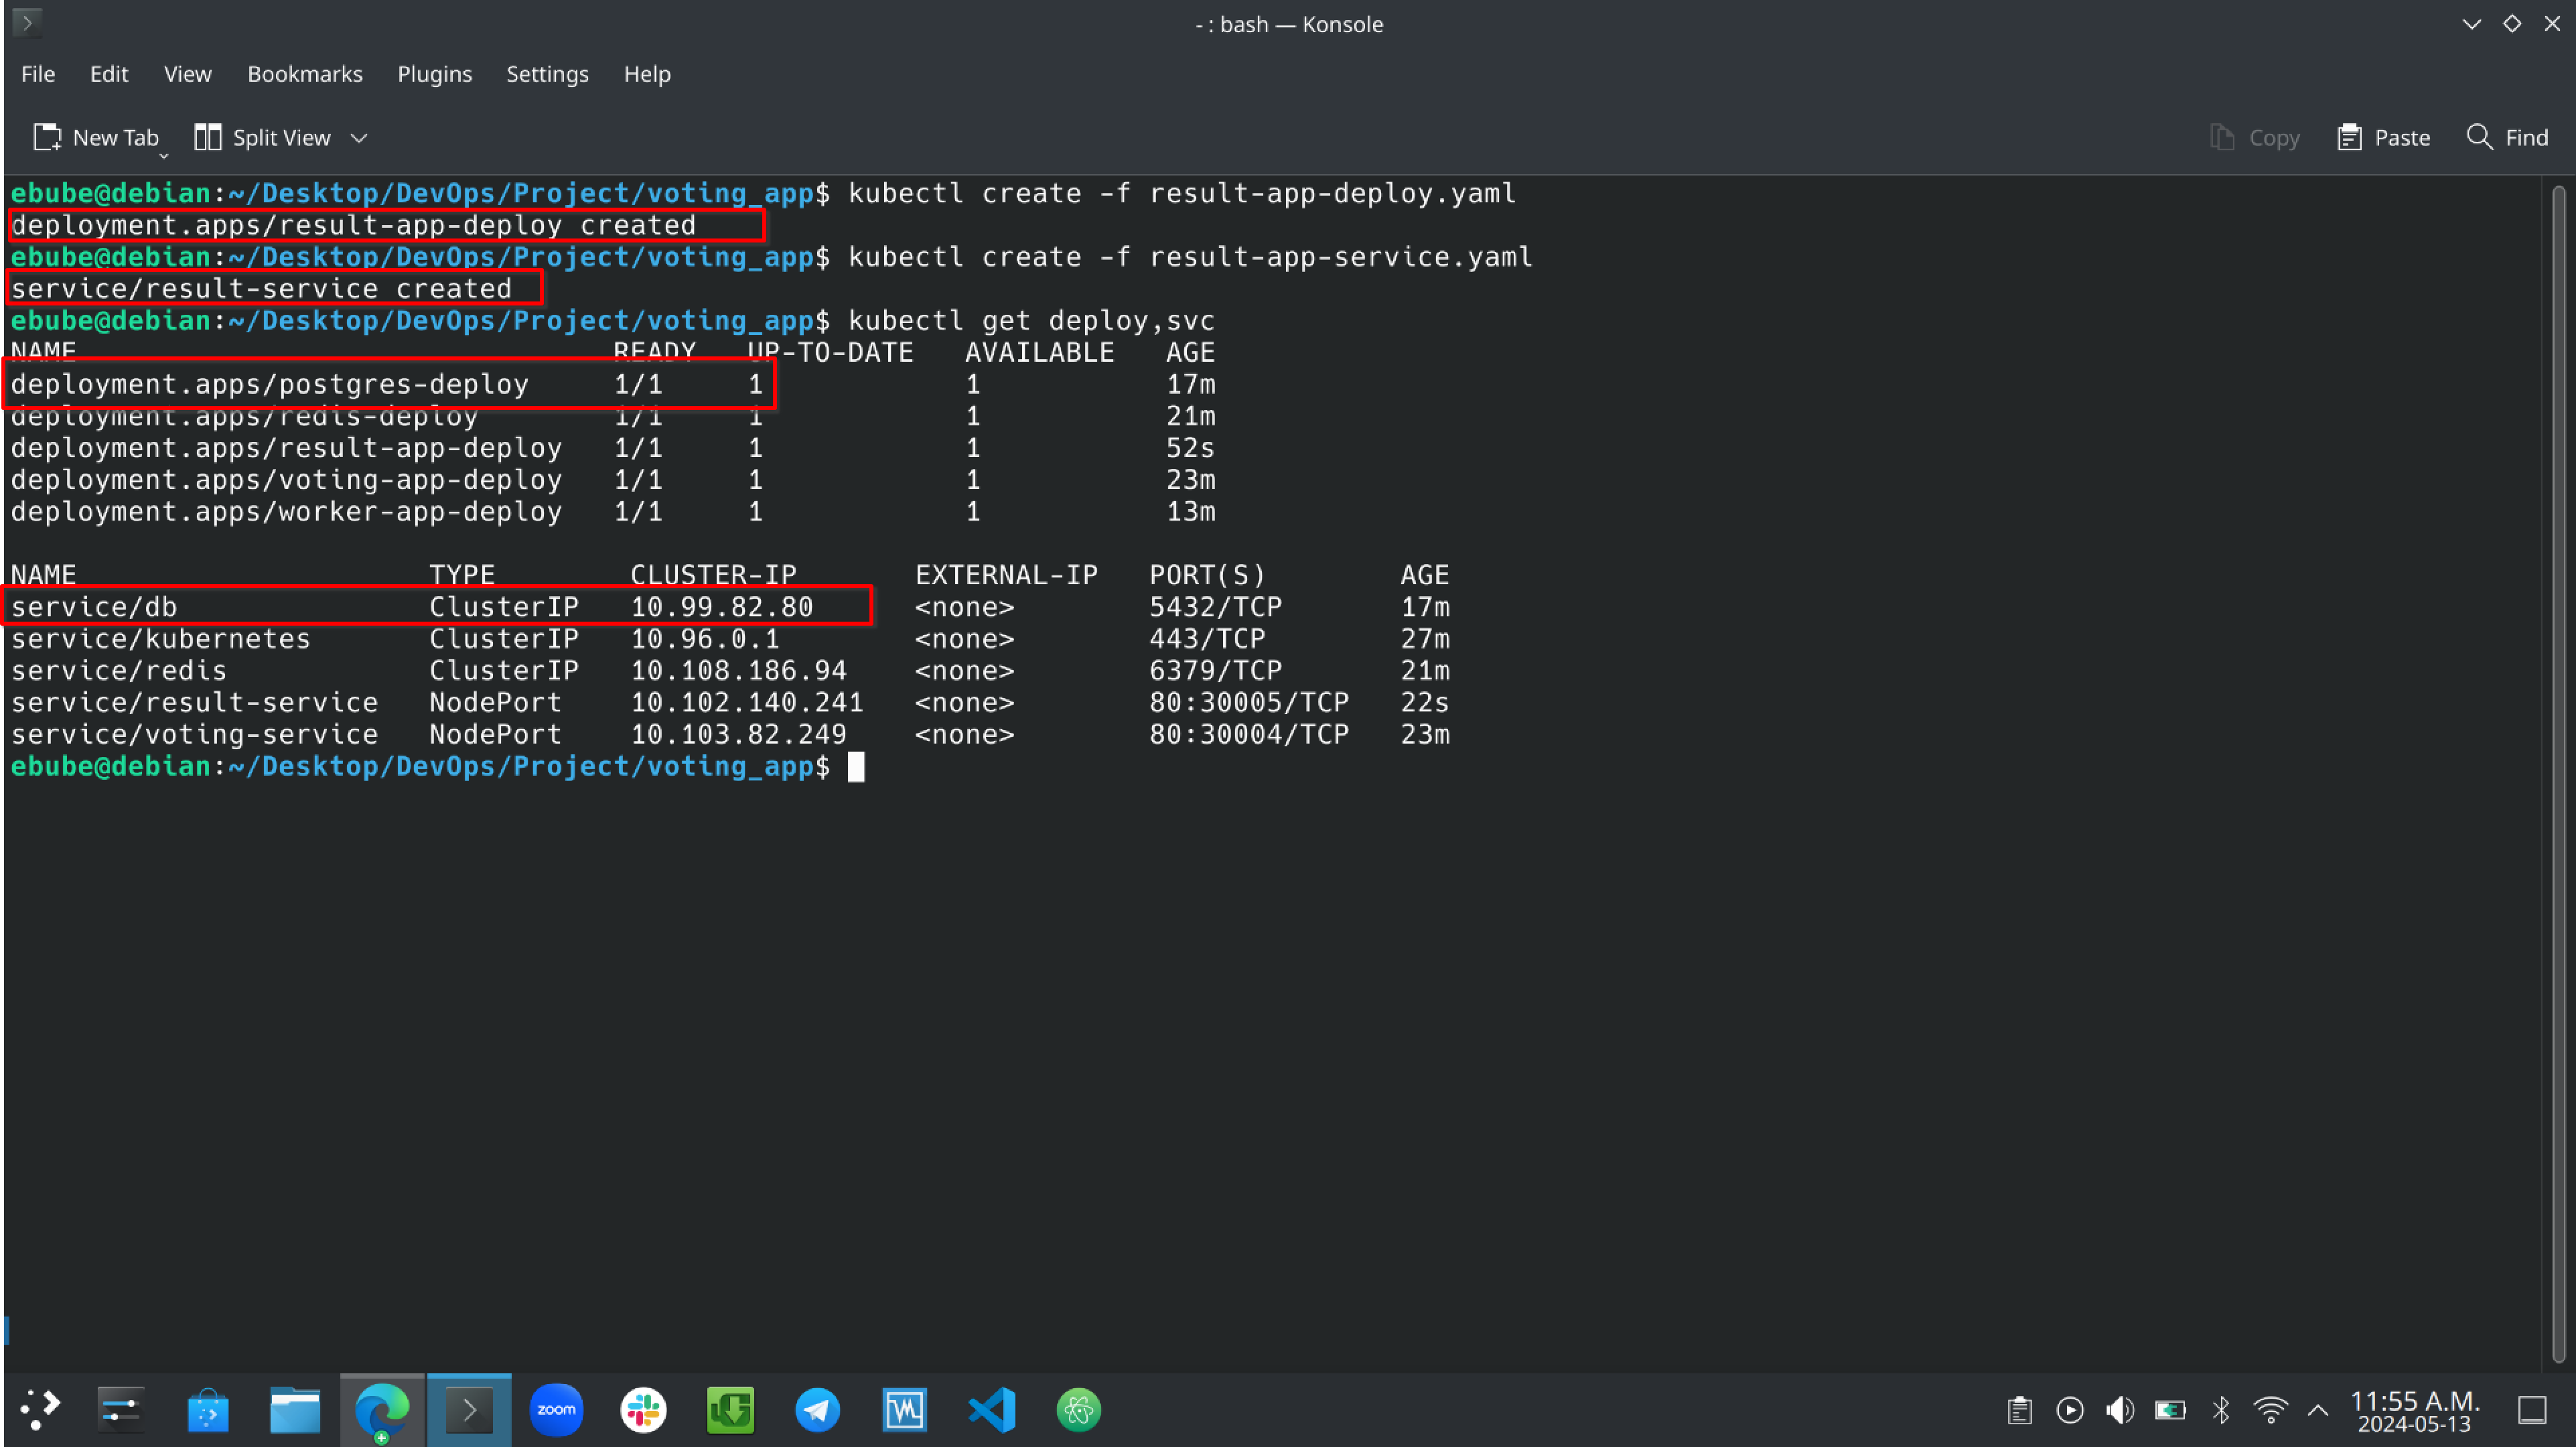 - : bash — Konsole
File Edit View Bookmarks Plugins Settings Help
New Tab Split View Copy Paste Find
ebube@debian:~/Desktop/DevOps/Project/voting_app$ kubectl create -f result-app-deploy.yaml
deployment.apps/result-app-deploy created
ebube@debian:~/Desktop/DevOps/Project/voting_app$ kubectl create -f result-app-service.yaml
service/result-service created
ebube@debian:~/Desktop/DevOps/Project/voting_app$ kubectl get deploy,svc
NAME READY UP-TO-DATE AVAILABLE AGE
deployment.apps/postgres-deploy 1/1 1 1 17m
deployment.apps/redis-deploy 1/1 1 1 21m
deployment.apps/result-app-deploy 1/1 1 1 52s
deployment.apps/voting-app-deploy 1/1 1 1 23m
deployment.apps/worker-app-deploy 1/1 1 1 13m
NAME TYPE CLUSTER-IP EXTERNAL-IP PORT(S) AGE
service/db ClusterIP 10.99.82.80 <none> 5432/TCP 17m
service/kubernetes ClusterIP 10.96.0.1 <none> 443/TCP 27m
service/redis ClusterIP 10.108.186.94 <none> 6379/TCP 21m
service/result-service NodePort 10.102.140.241 <none> 80:30005/TCP 22s
service/voting-service NodePort 10.103.82.249 <none> 80:30004/TCP 23m
ebube@debian:~/Desktop/DevOps/Project/voting_app$
zoom
11:55 A.M.
2024-05-13